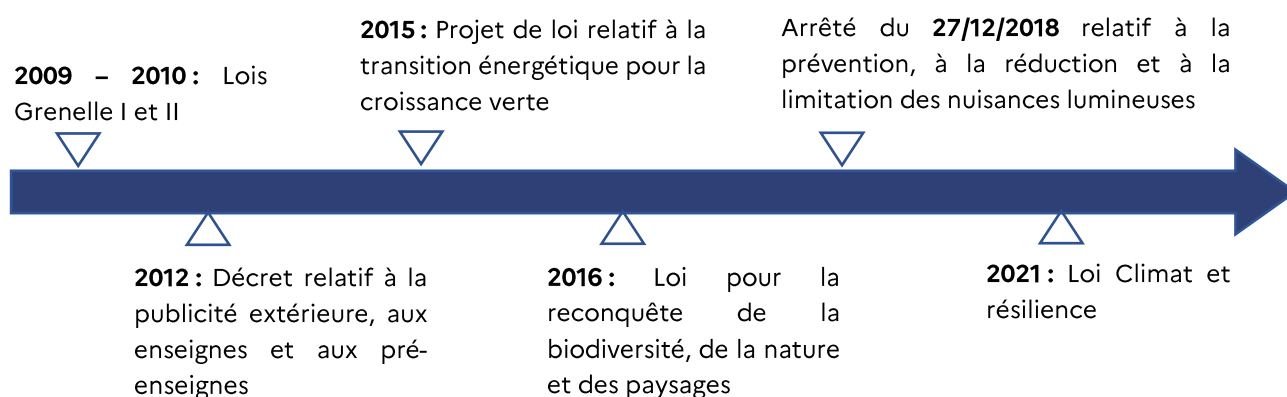 2009 – 2010 : Lois
Grenelle I et II
2015 : Projet de loi relatif à la
transition énergétique pour la
croissance verte
Arrêté du 27/12/2018 relatif à la
prévention, à la réduction et à la
limitation des nuisances lumineuses
2012 : Décret relatif à la
publicité extérieure, aux
enseignes et aux pré-
enseignes
2016 : Loi pour la
reconquête de la
biodiversité, de la nature
et des paysages
2021 : Loi Climat et
résilience